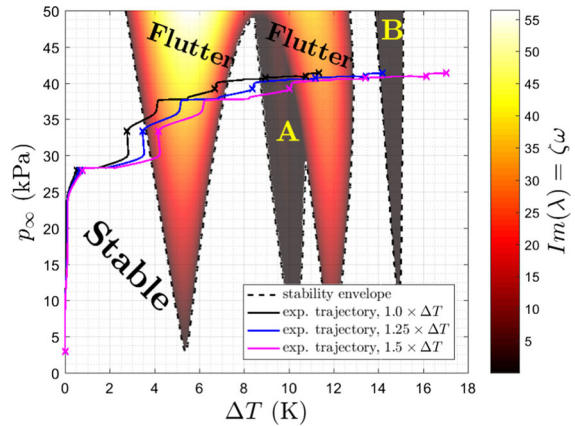 50
45
40
35
30
25
20
15
10
5
0
p∞ (kPa)
Flutter
Flutter
B
A
Stable
stability envelope
exp. trajectory, 1.0 × ΔT
exp. trajectory, 1.25 × ΔT
exp. trajectory, 1.5 × ΔT
0 2 4 6 8 10 12 14 16 18
ΔT (K)
55
50
45
40
35
30
25
20
15
10
5
Im(λ) = ζω